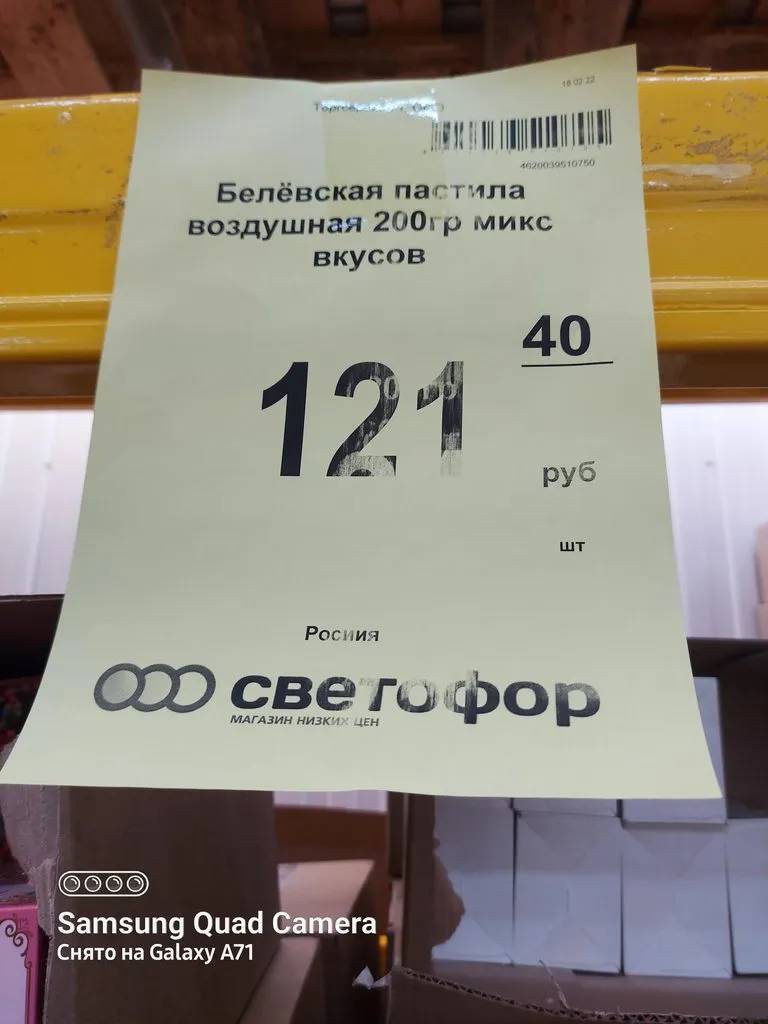 18.02.22
4620039510750
Белёвская пастила
воздушная 200гр микс
вкусов
40
121
руб
шт
Росиия
светофор
МАГАЗИН НИЗКИХ ЦЕН
Samsung Quad Camera
Снято на Galaxy A71